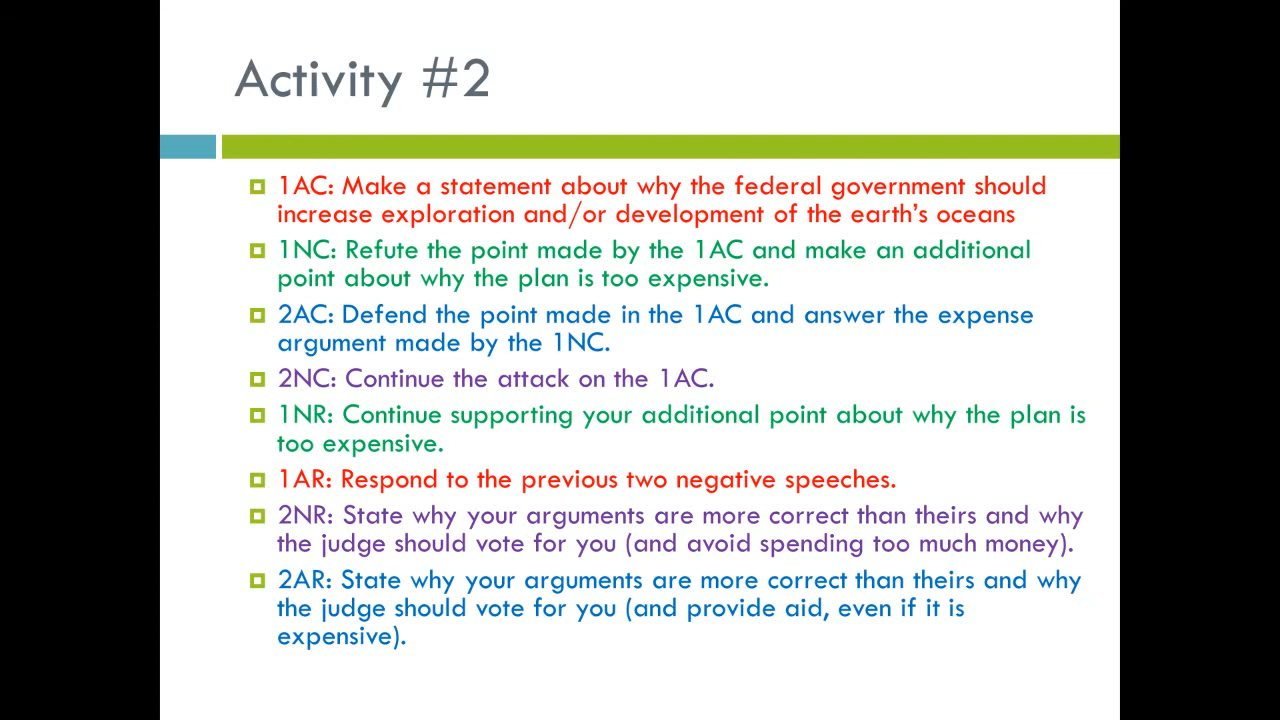 Activity #2
1AC: Make a statement about why the federal government should
increase exploration and/or development of the earth’s oceans
1NC: Refute the point made by the 1AC and make an additional
point about why the plan is too expensive.
2AC: Defend the point made in the 1AC and answer the expense
argument made by the 1NC.
2NC: Continue the attack on the 1AC.
1NR: Continue supporting your additional point about why the plan is
too expensive.
1AR: Respond to the previous two negative speeches.
2NR: State why your arguments are more correct than theirs and why
the judge should vote for you (and avoid spending too much money).
2AR: State why your arguments are more correct than theirs and why
the judge should vote for you (and provide aid, even if it is
expensive).